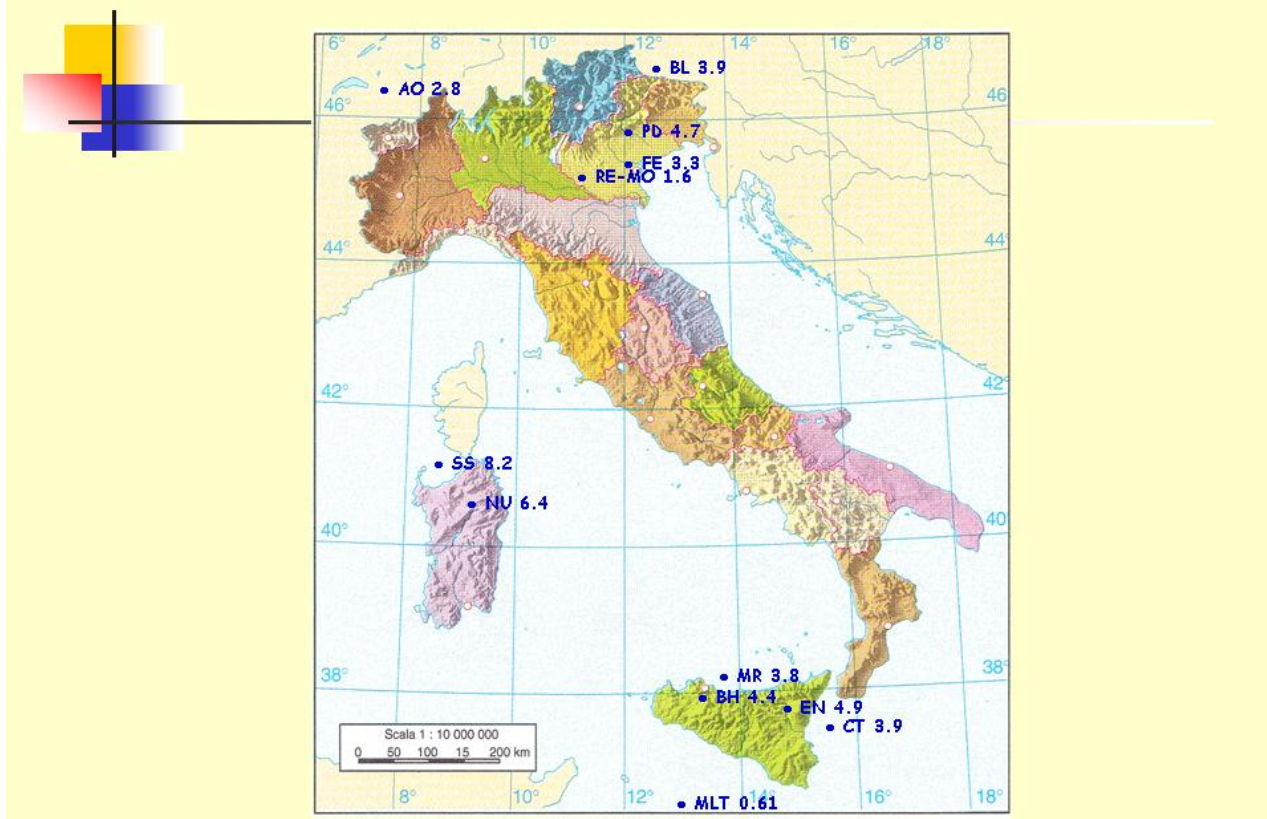 6° 8° 10° 12° 14° 16° 18°
BL 3.9
AO 2.8
46° 46°
PD 4.7
FE 3.3
RE-MO 1.6
44° 44°
42° 42°
SS 8.2
NU 6.4
40° 40°
38° 38°
MR 3.8
BH 4.4
EN 4.9
CT 3.9
Scala 1 : 10 000 000
0 50 100 15 200 km
8° 10° 12° 14° 16° 18°
MLT 0.61